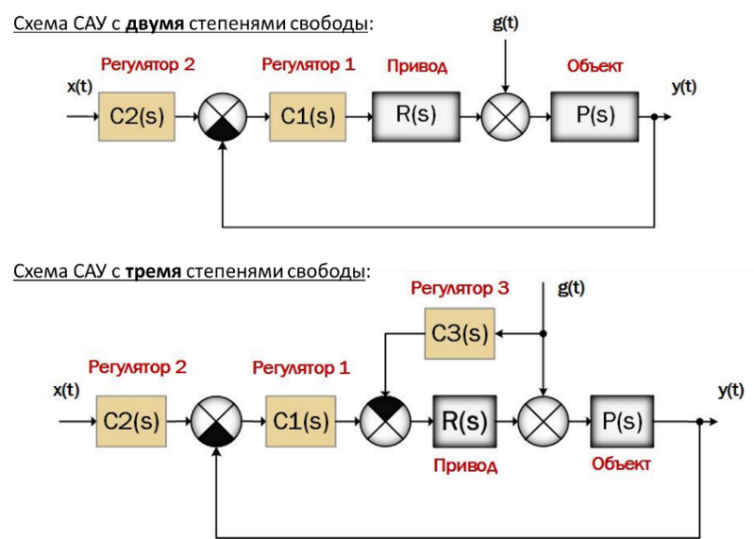 Схема САУ с двумя степенями свободы:
g(t)
Регулятор 2
Регулятор 1
Привод
Объект
x(t)
y(t)
C2(s)
C1(s)
R(s)
P(s)
Схема САУ с тремя степенями свободы:
Регулятор 3
g(t)
C3(s)
Регулятор 2
Регулятор 1
x(t)
y(t)
C2(s)
C1(s)
R(s)
P(s)
Привод
Объект